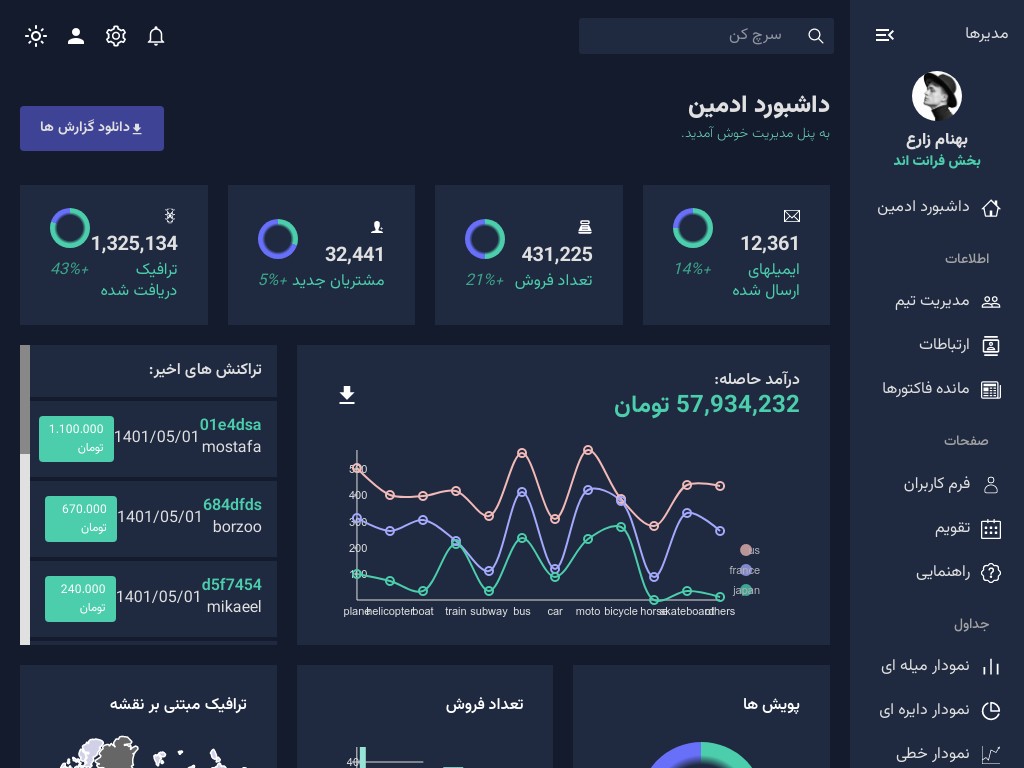 مدیرها
بهنام زارع
بخش فرانت اند
داشبورد ادمین
اطلاعات
مدیریت تیم
ارتباطات
مانده فاکتورها
صفحات
فرم کاربران
تقویم
راهنمایی
جداول
نمودار میله ای
نمودار دایره ای
نمودار خطی
سرچ کن
داشبورد ادمین
به پنل مدیریت خوش آمدید.
دانلود گزارش ها
12,361
ایمیلهای
ارسال شده
14%+
431,225
تعداد فروش
21%+
32,441
مشتریان جدید
5%+
1,325,134
ترافیک
دریافت شده
43%+
درآمد حاصله:
57,934,232 تومان
500
400
300
200
100
plane helicopter boat train subway bus car moto bicycle horse skateboard others
us
france
japan
تراکنش های اخیر:
01e4dsa
mostafa
1401/05/01
1.100.000
تومان
684dfds
borzoo
1401/05/01
670.000
تومان
d5f7454
mikaeel
1401/05/01
240.000
تومان
پویش ها
تعداد فروش
40
ترافیک مبتنی بر نقشه